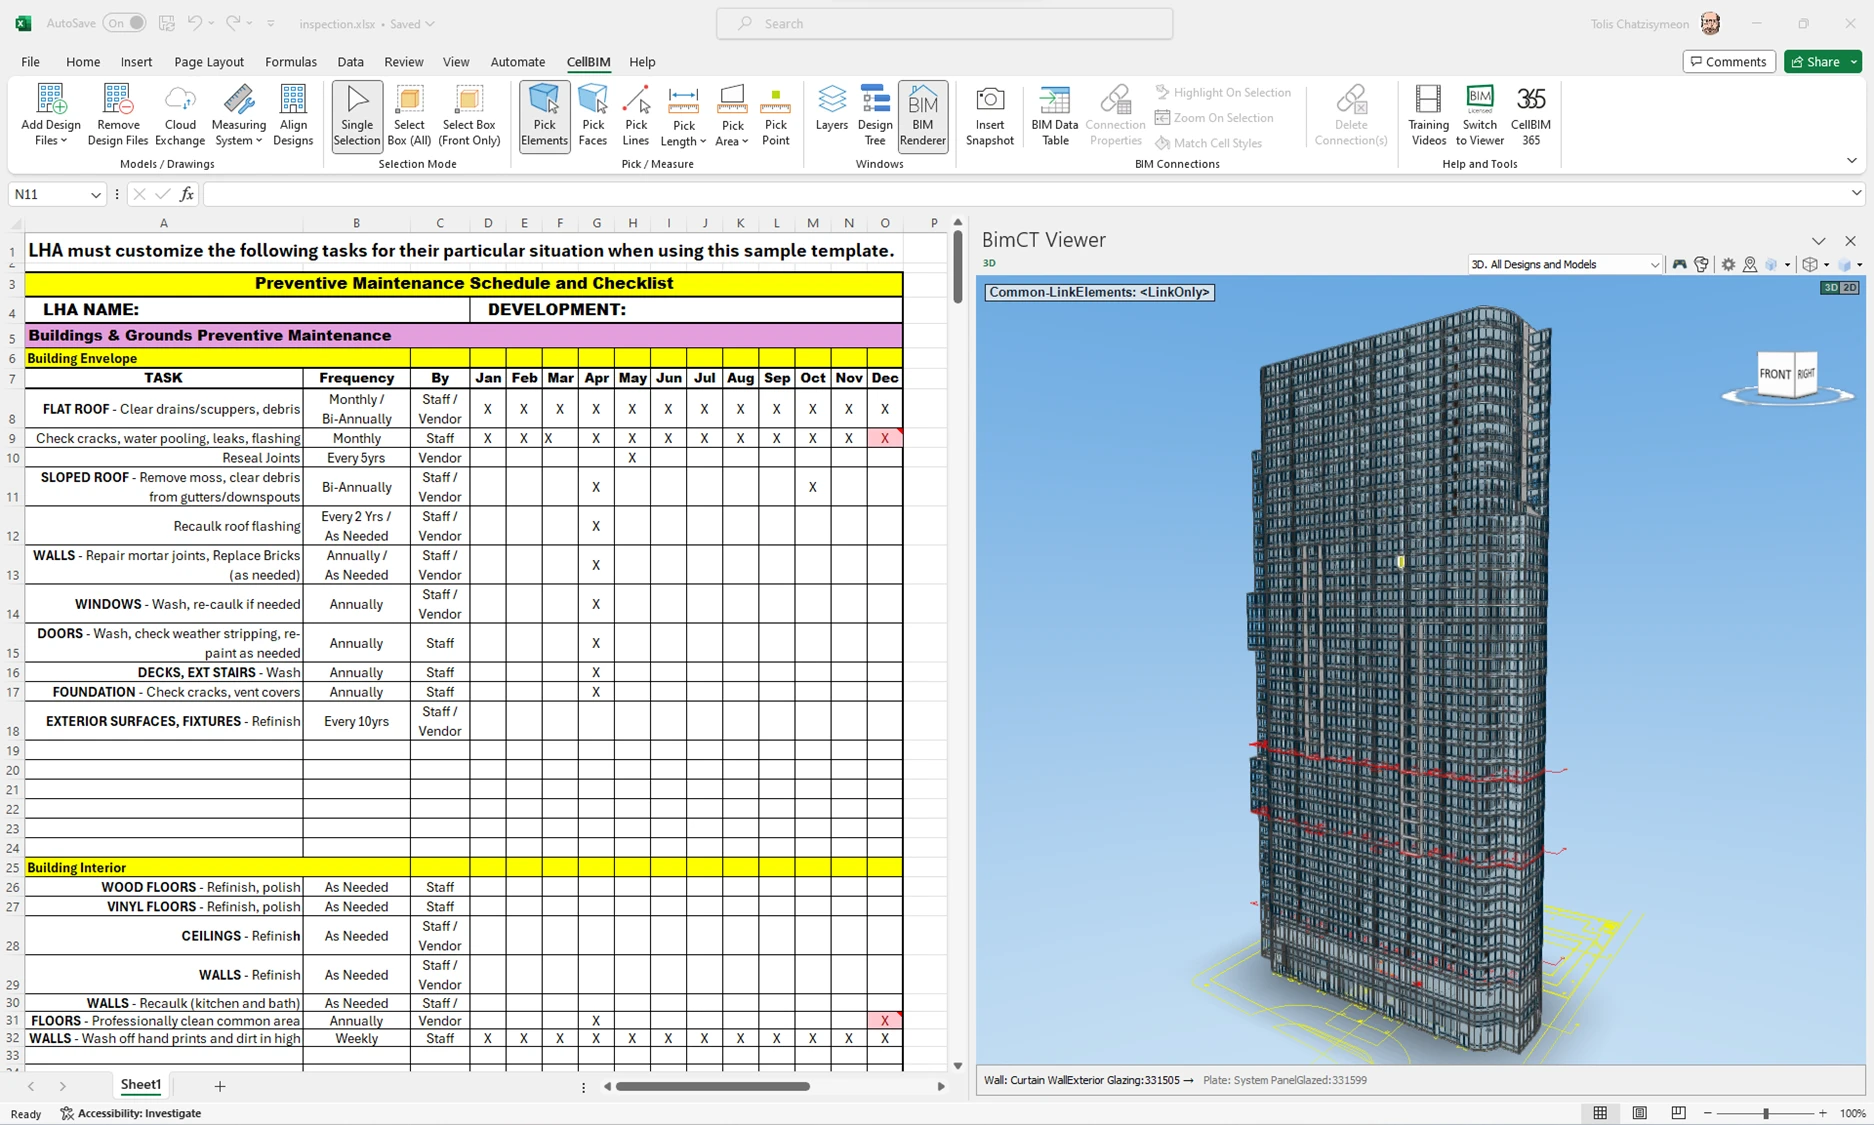 AutoSave On inspection.xlsx • Saved Search Tolis Chatzisymeon
File Home Insert Page Layout Formulas Data Review View Automate CellBIM Help Comments Share
Add Design Files Remove Design Files Cloud Exchange Measuring System Align Designs Single Selection Select Box (All) Select Box (Front Only) Pick Elements Pick Faces Pick Lines Pick Length Pick Area Pick Point Layers Design Tree BIM Renderer Insert Snapshot BIM Data Table Connection Properties Highlight On Selection Zoom On Selection Match Cell Styles Delete Connection(s) Training Videos BIM Licensed Switch to Viewer 365 CellBIM 365
Models / Drawings Selection Mode Pick / Measure Windows BIM Connections Help and Tools
N11 fx
A B C D E F G H I J K L M N O P
1 LHA must customize the following tasks for their particular situation when using this sample template.
2
3 Preventive Maintenance Schedule and Checklist
4 LHA NAME: DEVELOPMENT:
5 Buildings & Grounds Preventive Maintenance
6 Building Envelope
7 TASK Frequency By Jan Feb Mar Apr May Jun Jul Aug Sep Oct Nov Dec
8 FLAT ROOF - Clear drains/scuppers, debris Monthly / Bi-Annually Staff / Vendor X X X X X X X X X X X X
9 Check cracks, water pooling, leaks, flashing Monthly Staff X X X X X X X X X X X X
10 Reseal Joints Every 5yrs Vendor X
11 SLOPED ROOF - Remove moss, clear debris from gutters/downspouts Bi-Annually Staff / Vendor X X
12 Recaulk roof flashing Every 2 Yrs / As Needed Staff / Vendor X
13 WALLS - Repair mortar joints, Replace Bricks (as needed) Annually / As Needed Staff / Vendor X
14 WINDOWS - Wash, re-caulk if needed Annually Staff / Vendor X
15 DOORS - Wash, check weather stripping, re-paint as needed Annually Staff X
16 DECKS, EXT STAIRS - Wash Annually Staff X
17 FOUNDATION - Check cracks, vent covers Annually Staff X
18 EXTERIOR SURFACES, FIXTURES - Refinish Every 10yrs Staff / Vendor
19
20
21
22
23
24
25 Building Interior
26 WOOD FLOORS - Refinish, polish As Needed Staff
27 VINYL FLOORS - Refinish, polish As Needed Staff
28 CEILINGS - Refinish As Needed Staff / Vendor
29 WALLS - Refinish As Needed Staff / Vendor
30 WALLS - Recaulk (kitchen and bath) As Needed Staff /
31 FLOORS - Professionally clean common area Annually Vendor X X
32 WALLS - Wash off hand prints and dirt in high Weekly Staff X X X X X X X X X X X X
33
Sheet1
Ready Accessibility: Investigate 100%
BimCT Viewer
3D 3D. All Designs and Models
Common-LinkElements: <LinkOnly> 3D 2D
FRONT RIGHT
Wall: Curtain WallExterior Glazing:331505 → Plate: System PanelGlazed:331599